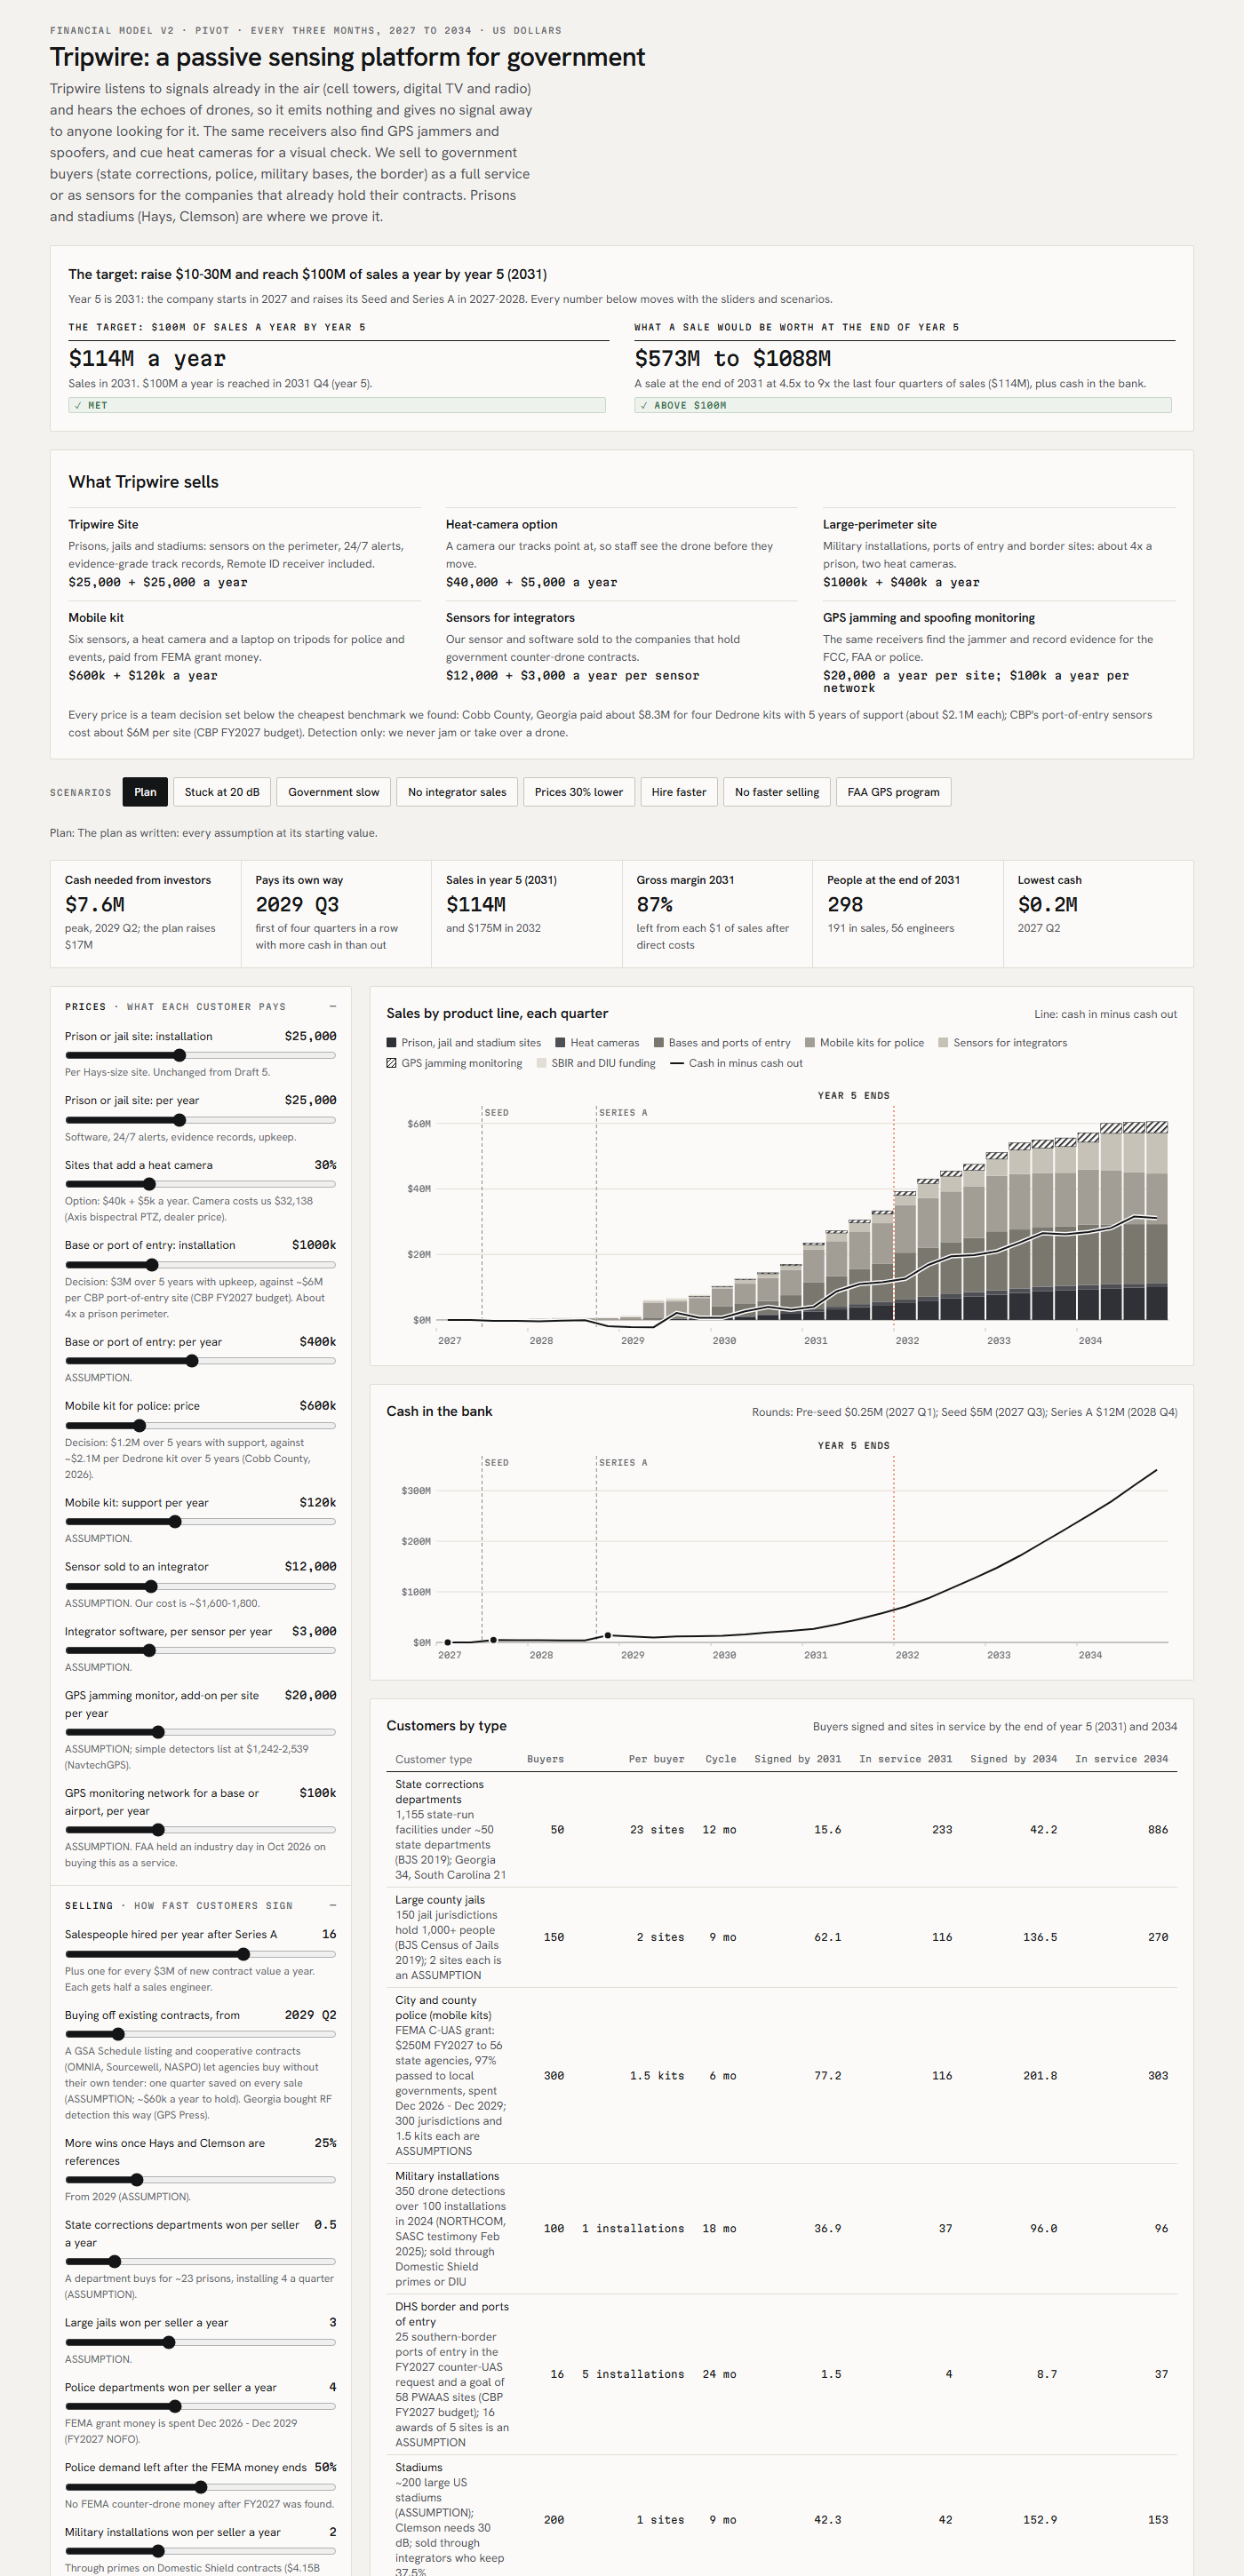 FINANCIAL MODEL V2 · PIVOT · EVERY THREE MONTHS, 2027 TO 2034 · US DOLLARS
Tripwire: a passive sensing platform for government
Tripwire listens to signals already in the air (cell towers, digital TV and radio)
and hears the echoes of drones, so it emits nothing and gives no signal away
to anyone looking for it. The same receivers also find GPS jammers and
spoofers, and cue heat cameras for a visual check. We sell to government
buyers (state corrections, police, military bases, the border) as a full service
or as sensors for the companies that already hold their contracts. Prisons
and stadiums (Hays, Clemson) are where we prove it.
The target: raise $10-30M and reach $100M of sales a year by year 5 (2031)
Year 5 is 2031: the company starts in 2027 and raises its Seed and Series A in 2027-2028. Every number below moves with the sliders and scenarios.
THE TARGET: $100M OF SALES A YEAR BY YEAR 5
$114M a year
Sales in 2031. $100M a year is reached in 2031 Q4 (year 5).
✓ MET
WHAT A SALE WOULD BE WORTH AT THE END OF YEAR 5
$573M to $1088M
A sale at the end of 2031 at 4.5x to 9x the last four quarters of sales ($114M), plus cash in the bank.
✓ ABOVE $100M
What Tripwire sells
Tripwire Site
Prisons, jails and stadiums: sensors on the perimeter, 24/7 alerts,
evidence-grade track records, Remote ID receiver included.
$25,000 + $25,000 a year
Heat-camera option
A camera our tracks point at, so staff see the drone before they
move.
$40,000 + $5,000 a year
Large-perimeter site
Military installations, ports of entry and border sites: about 4x a
prison, two heat cameras.
$1000k + $400k a year
Mobile kit
Six sensors, a heat camera and a laptop on tripods for police and
events, paid from FEMA grant money.
$600k + $120k a year
Sensors for integrators
Our sensor and software sold to the companies that hold
government counter-drone contracts.
$12,000 + $3,000 a year per sensor
GPS jamming and spoofing monitoring
The same receivers find the jammer and record evidence for the
FCC, FAA or police.
$20,000 a year per site; $100k a year per
network
Every price is a team decision set below the cheapest benchmark we found: Cobb County, Georgia paid about $8.3M for four Dedrone kits with 5 years of support (about $2.1M each); CBP's port-of-entry sensors
cost about $6M per site (CBP FY2027 budget). Detection only: we never jam or take over a drone.
SCENARIOS
Plan
Stuck at 20 dB
Government slow
No integrator sales
Prices 30% lower
Hire faster
No faster selling
FAA GPS program
Plan: The plan as written: every assumption at its starting value.
Cash needed from investors
$7.6M
peak, 2029 Q2; the plan raises
$17M
Pays its own way
2029 Q3
first of four quarters in a row
with more cash in than out
Sales in year 5 (2031)
$114M
and $175M in 2032
Gross margin 2031
87%
left from each $1 of sales after
direct costs
People at the end of 2031
298
191 in sales, 56 engineers
Lowest cash
$0.2M
2027 Q2
PRICES · WHAT EACH CUSTOMER PAYS –
Prison or jail site: installation $25,000
Per Hays-size site. Unchanged from Draft 5.
Prison or jail site: per year $25,000
Software, 24/7 alerts, evidence records, upkeep.
Sites that add a heat camera 30%
Option: $40k + $5k a year. Camera costs us $32,138
(Axis bispectral PTZ, dealer price).
Base or port of entry: installation $1000k
Decision: $3M over 5 years with upkeep, against ~$6M
per CBP port-of-entry site (CBP FY2027 budget). About
4x a prison perimeter.
Base or port of entry: per year $400k
ASSUMPTION.
Mobile kit for police: price $600k
Decision: $1.2M over 5 years with support, against
~$2.1M per Dedrone kit over 5 years (Cobb County,
2026).
Mobile kit: support per year $120k
ASSUMPTION.
Sensor sold to an integrator $12,000
ASSUMPTION. Our cost is ~$1,600-1,800.
Integrator software, per sensor per year $3,000
ASSUMPTION.
GPS jamming monitor, add-on per site $20,000
per year
ASSUMPTION; simple detectors list at $1,242-2,539
(NavtechGPS).
GPS monitoring network for a base or $100k
airport, per year
ASSUMPTION. FAA held an industry day in Oct 2026 on
buying this as a service.
SELLING · HOW FAST CUSTOMERS SIGN –
Salespeople hired per year after Series A 16
Plus one for every $3M of new contract value a year.
Each gets half a sales engineer.
Buying off existing contracts, from 2029 Q2
A GSA Schedule listing and cooperative contracts
(OMNIA, Sourcewell, NASPO) let agencies buy without
their own tender: one quarter saved on every sale
(ASSUMPTION; ~$60k a year to hold). Georgia bought RF
detection this way (GPS Press).
More wins once Hays and Clemson are 25%
references
From 2029 (ASSUMPTION).
State corrections departments won per seller 0.5
a year
A department buys for ~23 prisons, installing 4 a quarter
(ASSUMPTION).
Large jails won per seller a year 3
ASSUMPTION.
Police departments won per seller a year 4
FEMA grant money is spent Dec 2026 - Dec 2029
(FY2027 NOFO).
Police demand left after the FEMA money ends 50%
No FEMA counter-drone money after FY2027 was found.
Military installations won per seller a year 2
Through primes on Domestic Shield contracts ($4.15B
Sales by product line, each quarter
Line: cash in minus cash out
Prison, jail and stadium sites
Heat cameras
Bases and ports of entry
Mobile kits for police
Sensors for integrators
GPS jamming monitoring
SBIR and DIU funding
Cash in minus cash out
YEAR 5 ENDS
SEED
SERIES A
$60M
$40M
$20M
$0M
2027 2028 2029 2030 2031 2032 2033 2034
Cash in the bank
Rounds: Pre-seed $0.25M (2027 Q1); Seed $5M (2027 Q3); Series A $12M (2028 Q4)
YEAR 5 ENDS
SEED
SERIES A
$300M
$200M
$100M
$0M
2027 2028 2029 2030 2031 2032 2033 2034
Customers by type
Buyers signed and sites in service by the end of year 5 (2031) and 2034
Customer type Buyers Per buyer Cycle Signed by 2031 In service 2031 Signed by 2034 In service 2034
State corrections
departments
1,155 state-run
facilities under ~50
state departments
(BJS 2019); Georgia
34, South Carolina 21
50 23 sites 12 mo 15.6 233 42.2 886
Large county jails
150 jail jurisdictions
hold 1,000+ people
(BJS Census of Jails
2019); 2 sites each is
an ASSUMPTION
150 2 sites 9 mo 62.1 116 136.5 270
City and county
police (mobile kits)
FEMA C-UAS grant:
$250M FY2027 to 56
state agencies, 97%
passed to local
governments, spent
Dec 2026 - Dec 2029;
300 jurisdictions and
1.5 kits each are
ASSUMPTIONS
300 1.5 kits 6 mo 77.2 116 201.8 303
Military installations
350 drone detections
over 100 installations
in 2024 (NORTHCOM,
SASC testimony Feb
2025); sold through
Domestic Shield
primes or DIU
100 1 installations 18 mo 36.9 37 96.0 96
DHS border and ports
of entry
25 southern-border
ports of entry in the
FY2027 counter-UAS
request and a goal of
58 PWAAS sites (CBP
FY2027 budget); 16
awards of 5 sites is an
ASSUMPTION
16 5 installations 24 mo 1.5 4 8.7 37
Stadiums
~200 large US
stadiums
(ASSUMPTION);
Clemson needs 30
dB; sold through
integrators who keep
37.5%
200 1 sites 9 mo 42.3 42 152.9 153